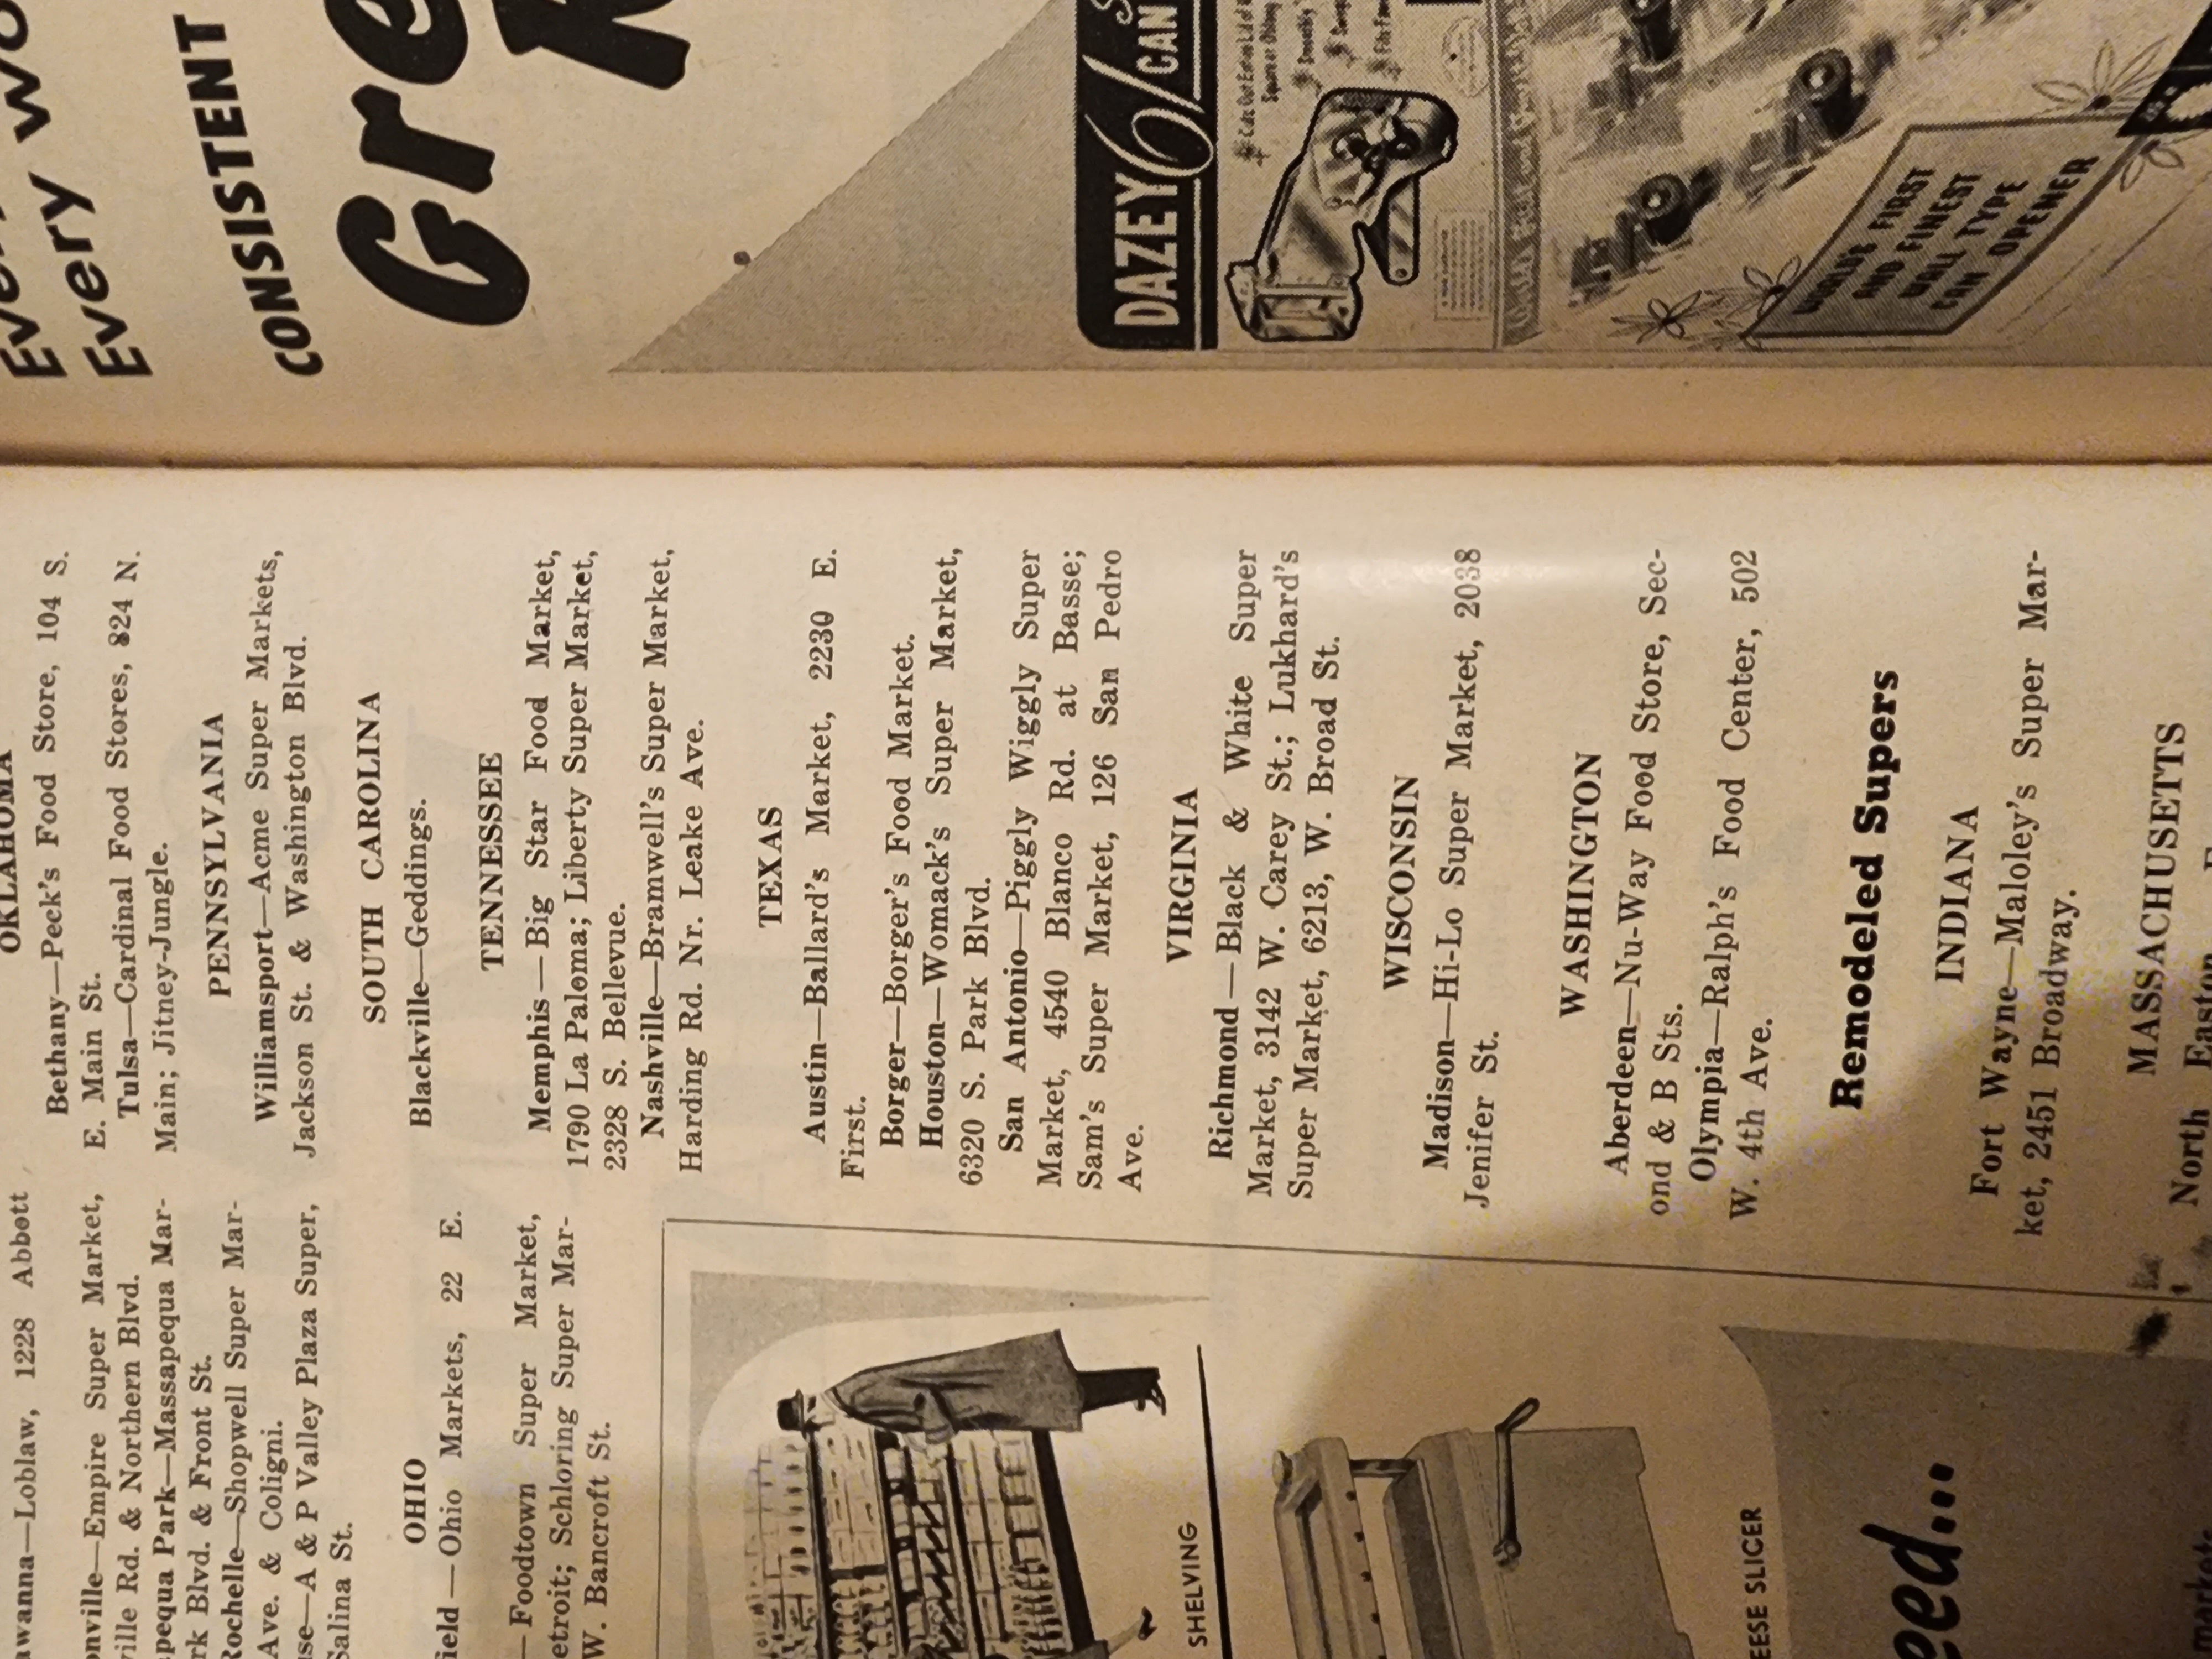 awanna—Loblaw, 1228 Abbott
onville—Empire Super Market,
ville Rd. & Northern Blvd.
pequa Park—Massapequa Mar-
rk Blvd. & Front St.
Rochelle—Shopwell Super Mar-
Ave. & Coligni.
se—A & P Valley Plaza Super,
Salina St.
OHIO
ield—Ohio Markets, 22 E.
—Foodtown Super Market,
etroit; Schloring Super Mar-
W. Bancroft St.
SHELVING
EESE SLICER
eed...
OKLAHOMA
Bethany—Peck's Food Store, 104 S.
E. Main St.
Tulsa—Cardinal Food Stores, 824 N.
Main; Jitney-Jungle.
PENNSYLVANIA
Williamsport—Acme Super Markets,
Jackson St. & Washington Blvd.
SOUTH CAROLINA
Blackville—Geddings.
TENNESSEE
Memphis—Big Star Food Market,
1790 La Paloma; Liberty Super Market,
2328 S. Bellevue.
Nashville—Bramwell's Super Market,
Harding Rd. Nr. Leake Ave.
TEXAS
Austin—Ballard's Market, 2230 E.
First.
Borger—Borger's Food Market.
Houston—Womack's Super Market,
6320 S. Park Blvd.
San Antonio—Piggly Wiggly Super
Market, 4540 Blanco Rd. at Basse;
Sam's Super Market, 126 San Pedro
Ave.
VIRGINIA
Richmond—Black & White Super
Market, 3142 W. Carey St.; Lukhard's
Super Market, 6213, W. Broad St.
WISCONSIN
Madison—Hi-Lo Super Market, 2038
Jenifer St.
WASHINGTON
Aberdeen—Nu-Way Food Store, Sec-
ond & B Sts.
Olympia—Ralph's Food Center, 502
W. 4th Ave.
Remodeled Supers
INDIANA
Fort Wayne—Maloley's Super Mar-
ket, 2451 Broadway.
MASSACHUSETTS
North Easton
Every wo
CONSISTENT
Gre
DAZEY
CAN
WORLDS FIRST
AND FINEST
WALL TYPE
CAN OPENER